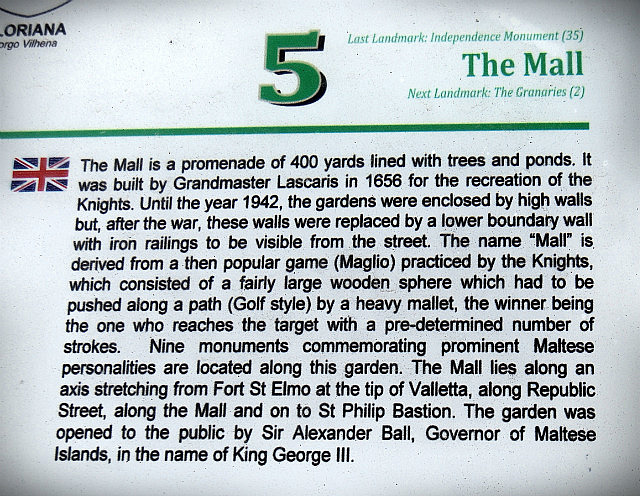 LORIANA
orgo Vilhena
5
Last Landmark: Independence Monument (35)
The Mall
Next Landmark: The Granaries (2)
The Mall is a promenade of 400 yards lined with trees and ponds. It
was built by Grandmaster Lascaris in 1656 for the recreation of the
Knights. Until the year 1942, the gardens were enclosed by high walls
but, after the war, these walls were replaced by a lower boundary wall
with iron railings to be visible from the street. The name “Mall” is
derived from a then popular game (Maglio) practiced by the Knights,
which consisted of a fairly large wooden sphere which had to be
pushed along a path (Golf style) by a heavy mallet, the winner being
the one who reaches the target with a pre-determined number of
strokes. Nine monuments commemorating prominent Maltese
personalities are located along this garden. The Mall lies along an
axis stretching from Fort St Elmo at the tip of Valletta, along Republic
Street, along the Mall and on to St Philip Bastion. The garden was
opened to the public by Sir Alexander Ball, Governor of Maltese
Islands, in the name of King George III.